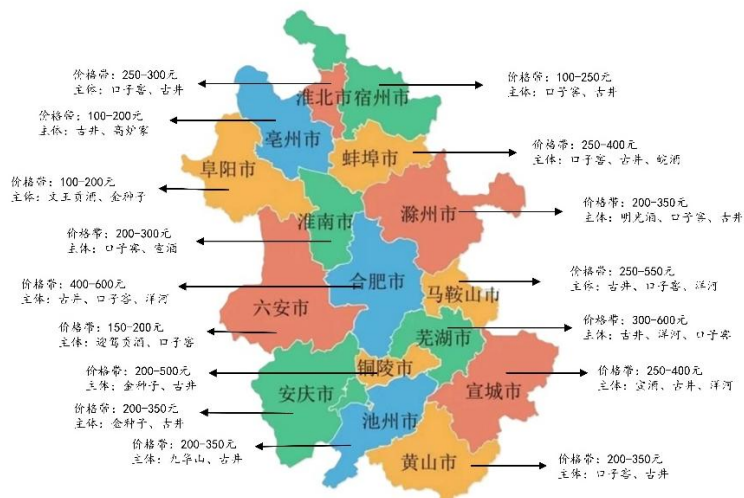 价格带：250-300元
主体：口子窖、古井
价格带：100-250元
主体：口子窖、古井
淮北市
宿州市
价格带：100-200元
主体：古井、高炉家
亳州市
蚌埠市
价格带：250-400元
主体：口子窖、古井、皖酒
阜阳市
价格带：100-200元
主体：文王贡酒、金种子
淮南市
滁州市
价格带：200-350元
主体：明光酒、口子窖、古井
价格带：200-300元
主体：口子窖、宣酒
合肥市
马鞍山市
价格带：250-550元
主体：古井、口子窖、洋河
价格带：400-600元
主体：古井、口子窖、洋河
六安市
价格带：300-600元
主体：古井、洋河、口子窖
芜湖市
价格带：150-200元
主体：迎驾贡酒、口子窖
铜陵市
价格带：200-500元
主体：金种子、古井
安庆市
宣城市
价格带：250-400元
主体：宣酒、古井、洋河
价格带：200-350元
主体：金种子、古井
池州市
价格带：200-350元
主体：九华山、古井
黄山市
价格带：200-350元
主体：口子窖、古井